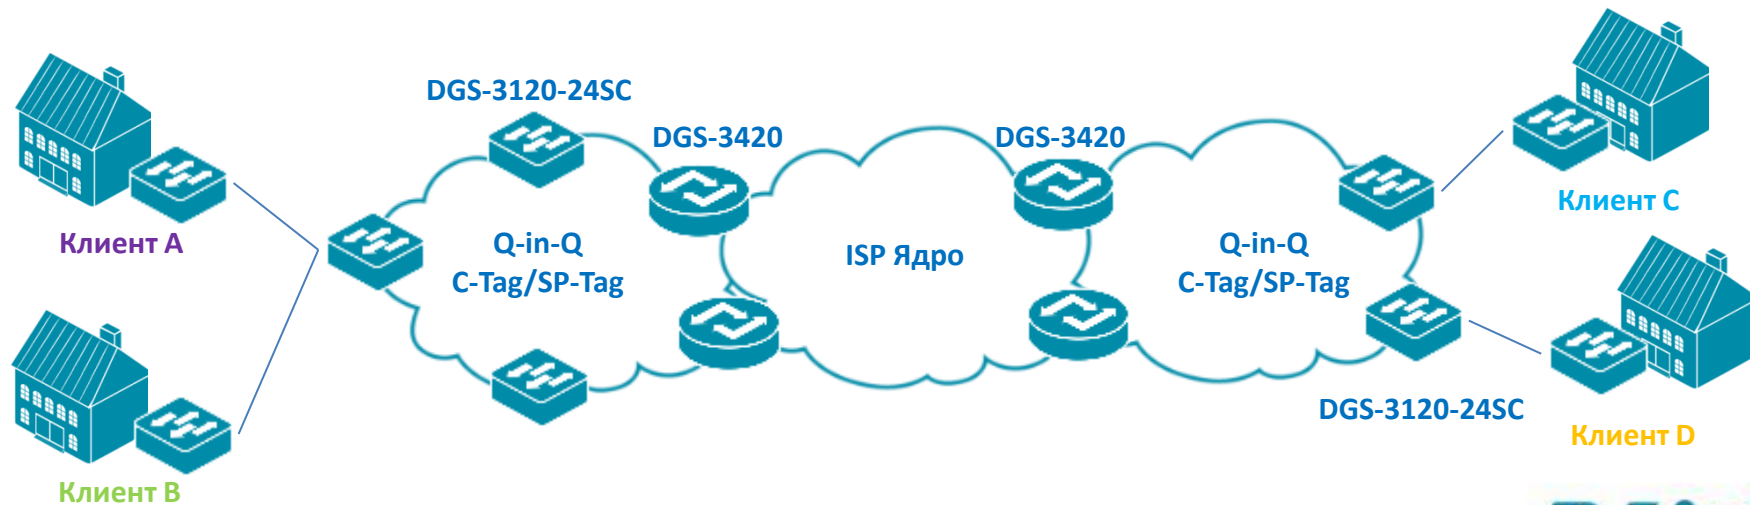 DGS-3120-24SC
DGS-3420
DGS-3420
Клиент A
Q-in-Q
C-Tag/SP-Tag
ISP Ядро
Q-in-Q
C-Tag/SP-Tag
Клиент C
DGS-3120-24SC
Клиент B
Клиент D